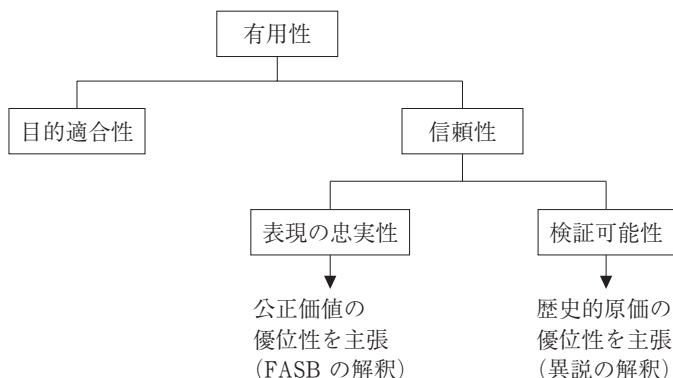 有用性
目的適合性
信頼性
表現の忠実性
検証可能性
公正価値の
優位性を主張
(FASB の解釈)
歴史的原価の
優位性を主張
(異説の解釈)